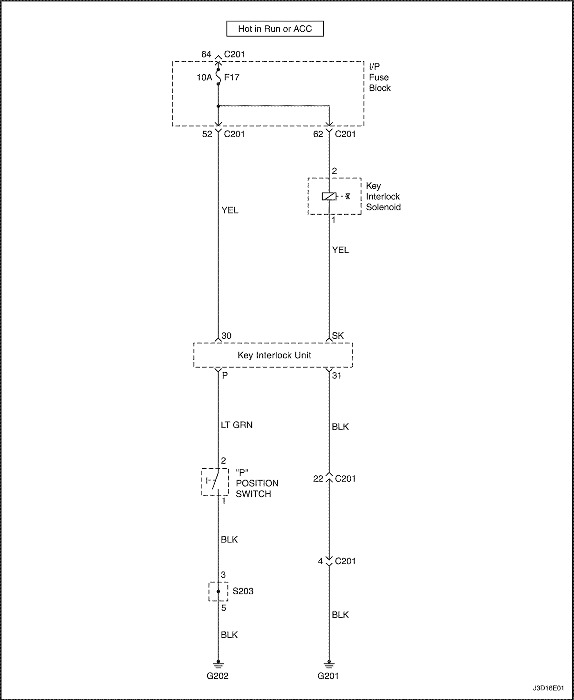 Hot in Run or ACC
64 C201
10A F17
I/P
Fuse
Block
52 C201
62 C201
2
Key
Interlock
Solenoid
1
YEL
YEL
30
SK
Key Interlock Unit
P
31
LT GRN
BLK
2
"P"
POSITION
SWITCH
1
22 C201
BLK
4 C201
3
S203
5
BLK
BLK
G202
G201
J3D16E01